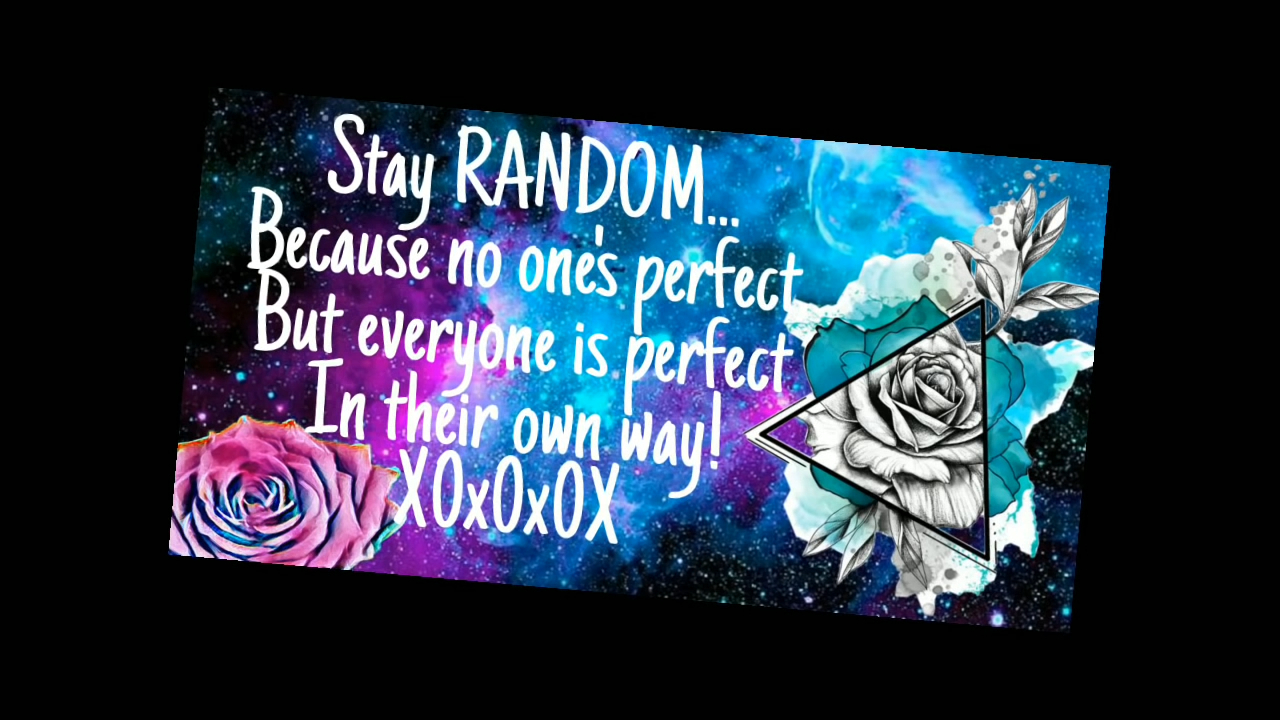 Stay RANDOM...
Because no one's perfect
But everyone is perfect
In their own way!
XOxOxOX